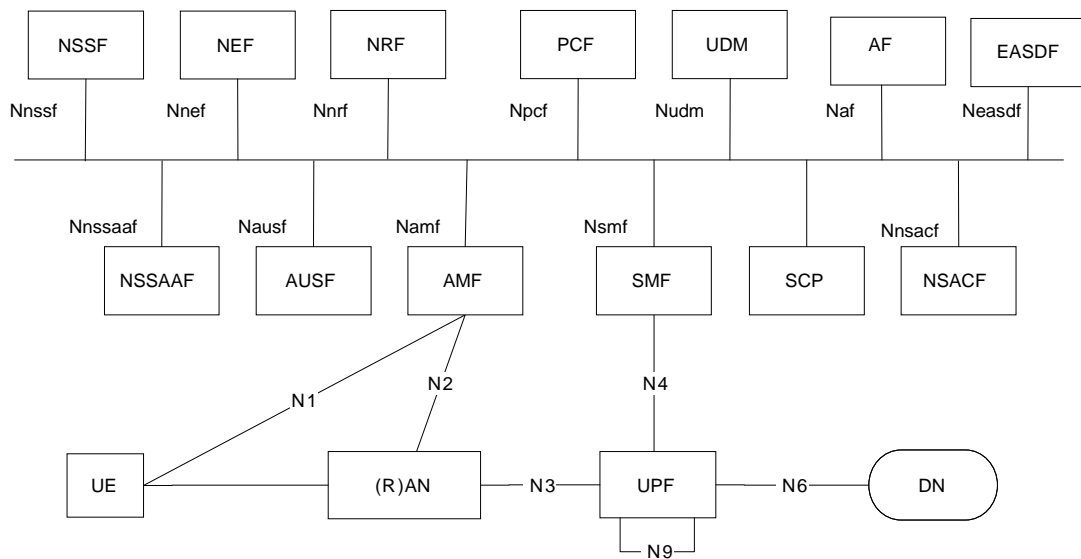 NSSF
NEF
NRF
PCF
UDM
AF
EASDF
Nnssf
Nnef
Nnrf
Npcf
Nudm
Naf
Neasdf
Nnssaaf
Nausf
Namf
Nsmf
Nnsacf
NSSAAF
AUSF
AMF
SMF
SCP
NSACF
N1
N2
N4
UE
(R)AN
N3
UPF
N6
DN
N9